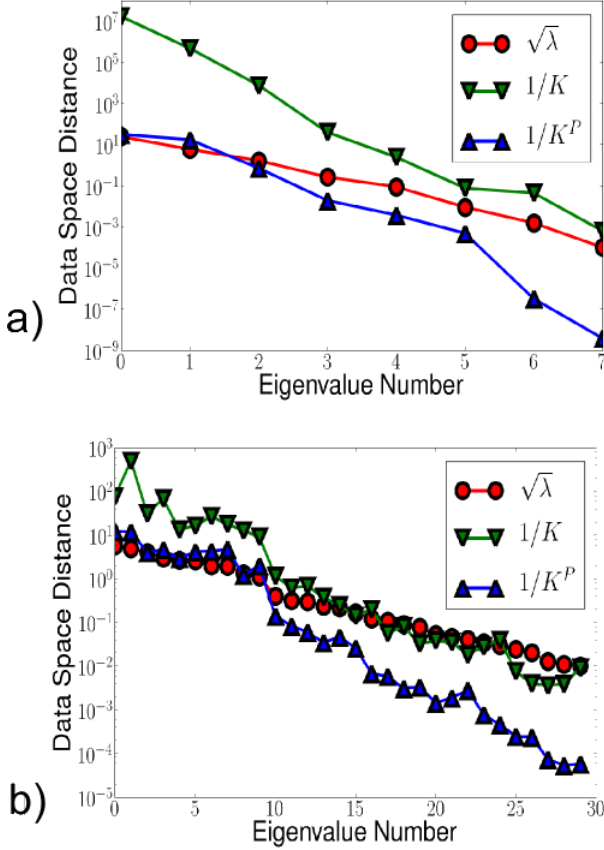 10^7
10^5
10^3
10^1
10^-1
10^-3
10^-5
10^-7
10^-9
Data Space Distance
√λ
1/K
1/K^P
a)
0 1 2 3 4 5 6 7
Eigenvalue Number
10^3
10^2
10^1
10^0
10^-1
10^-2
10^-3
10^-4
10^-5
Data Space Distance
√λ
1/K
1/K^P
b)
0 5 10 15 20 25 30
Eigenvalue Number